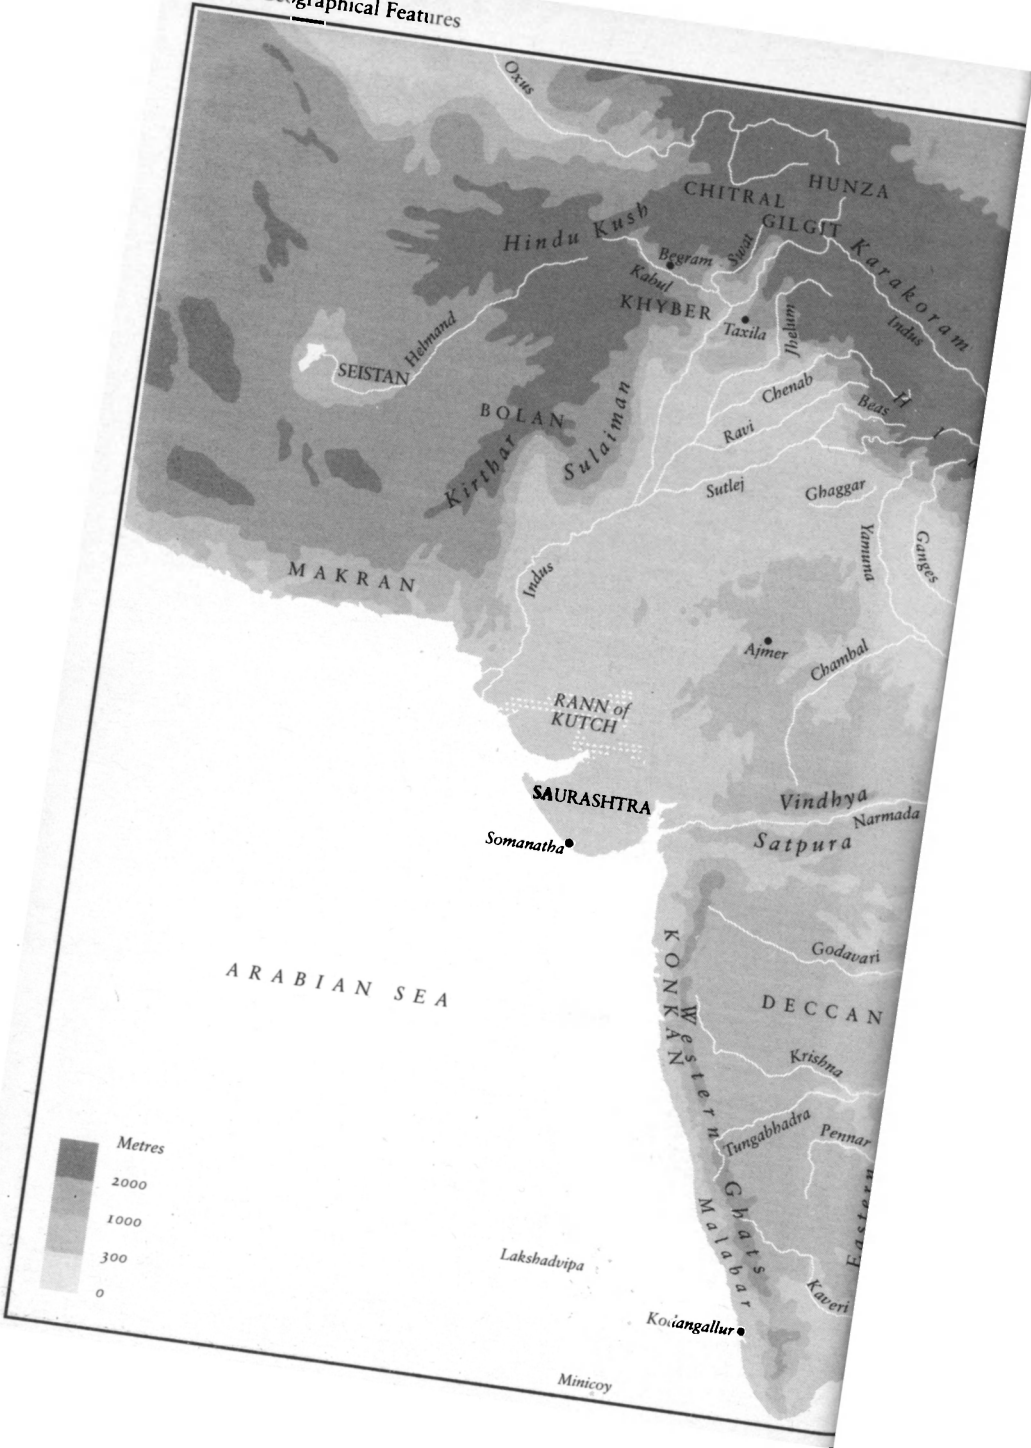 graphical Features
Oxus
CHITRAL
HUNZA
GILGIT
Hindu Kush
Swat
Begram
Kabul
Karakoram
KHYBER
Taxila
Jhelum
Indus
Helmand
SEISTAN
Chenab
H
Beas
I
BOLAN
Sulaiman
Ravi
Kirthar
Sutlej
Ghaggar
Yamuna
Ganges
MAKRAN
Indus
Ajmer
Chambal
RANN of
KUTCH
SAURASHTRA
Vindhya
Narmada
Satpura
Somanatha
KONKAN
Godavari
ARABIAN SEA
DECCAN
Western Ghats
Krishna
Tungabhadra
Pennar
Metres
2000
1000
300
0
Eastern
Malabar
Lakshadvipa
Kaveri
Kodangallur
Minicoy